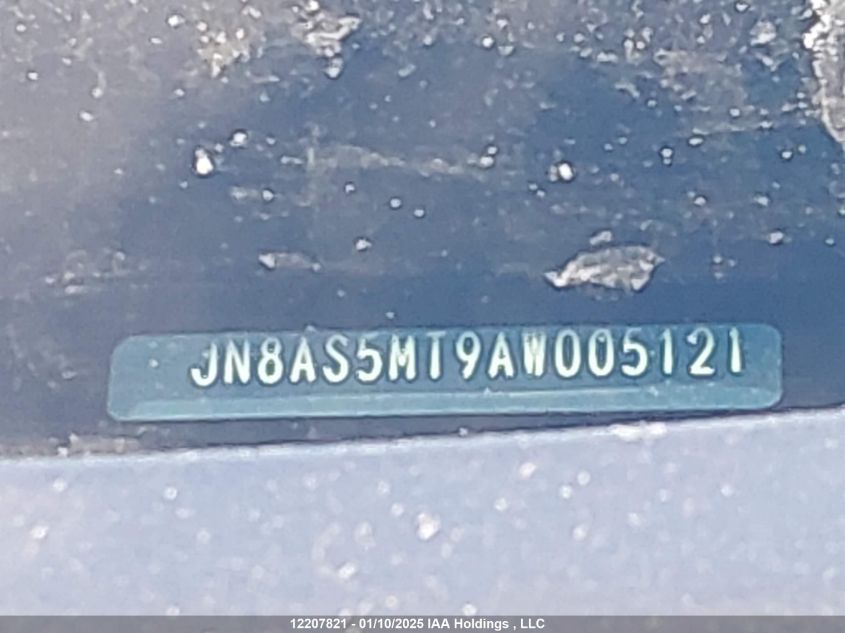 JN8AS5MT9AW005121
12207821 - 01/10/2025 IAA Holdings , LLC